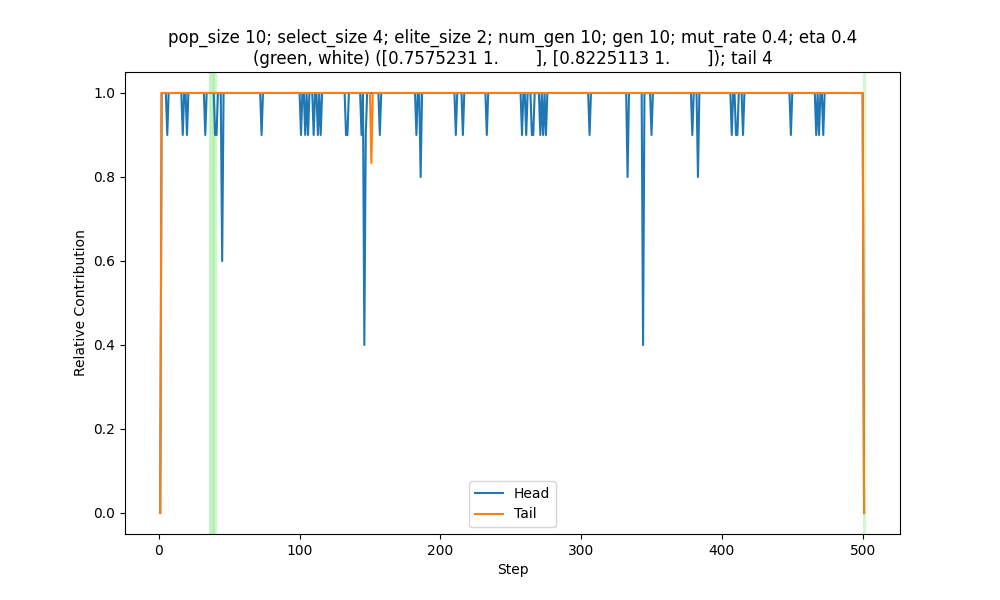 pop_size 10; select_size 4; elite_size 2; num_gen 10; gen 10; mut_rate 0.4; eta 0.4
(green, white) ([0.7575231 1.        ], [0.8225113 1.        ]); tail 4
1.0
0.8
0.6
0.4
0.2
0.0
Relative Contribution
Head
Tail
0
100
200
300
400
500
Step